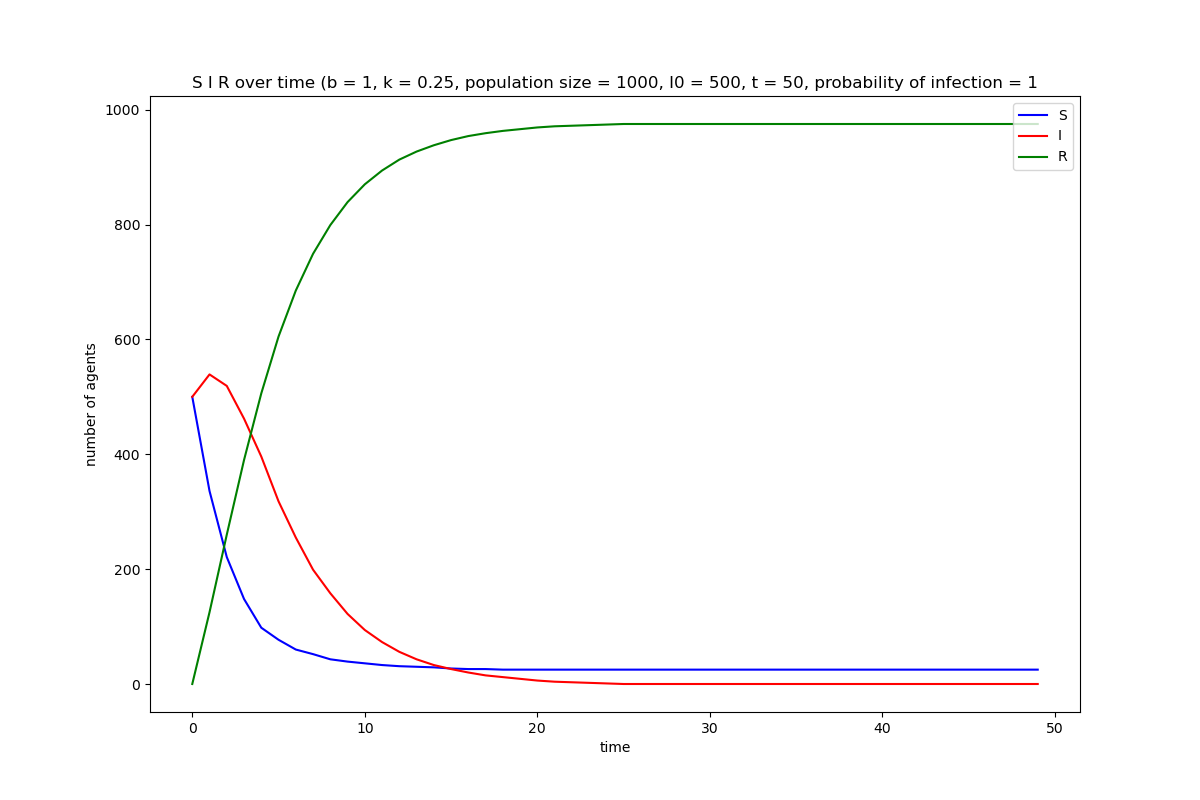 S I R over time (b = 1, k = 0.25, population size = 1000, I0 = 500, t = 50, probability of infection = 1
S
I
R
1000
800
600
400
200
0
number of agents
0 10 20 30 40 50
time